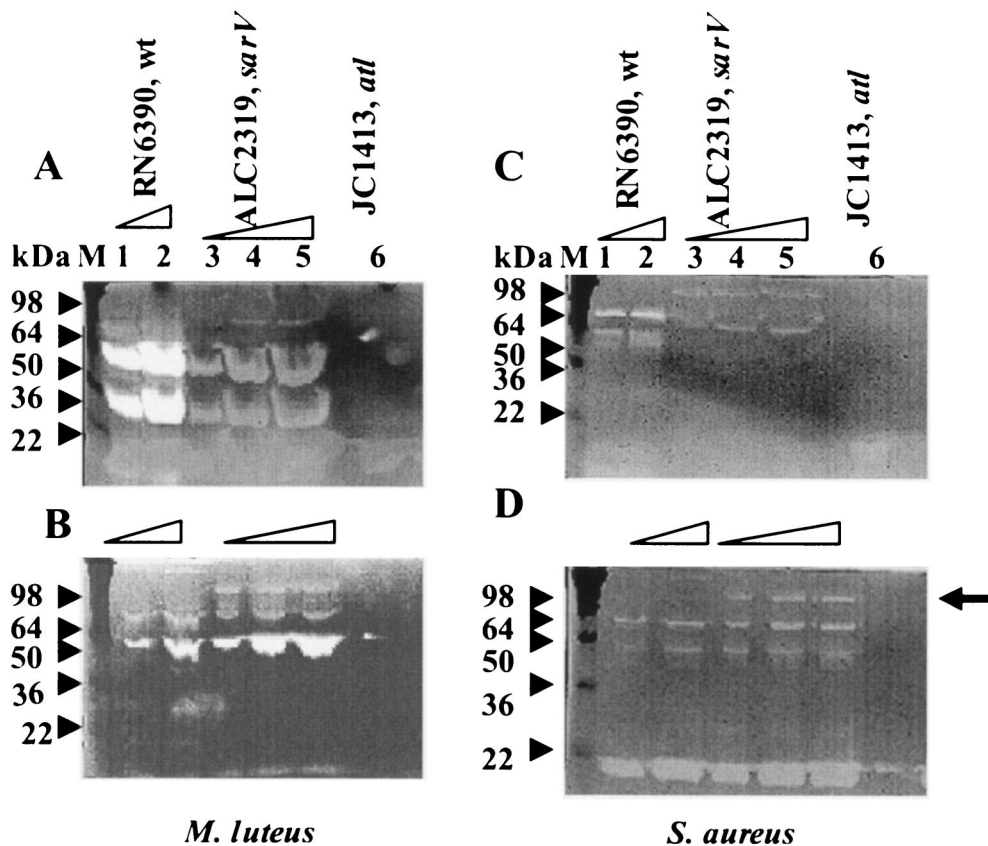 A
RN6390, wt
ALC2319, sarV
JC1413, atl
kDa M 1 2 3 4 5 6
98
64
50
36
22
C
RN6390, wt
ALC2319, sarV
JC1413, atl
kDa M 1 2 3 4 5 6
98
64
50
36
22
B
98
64
50
36
22
M. luteus
D
98
64
50
36
22
S. aureus